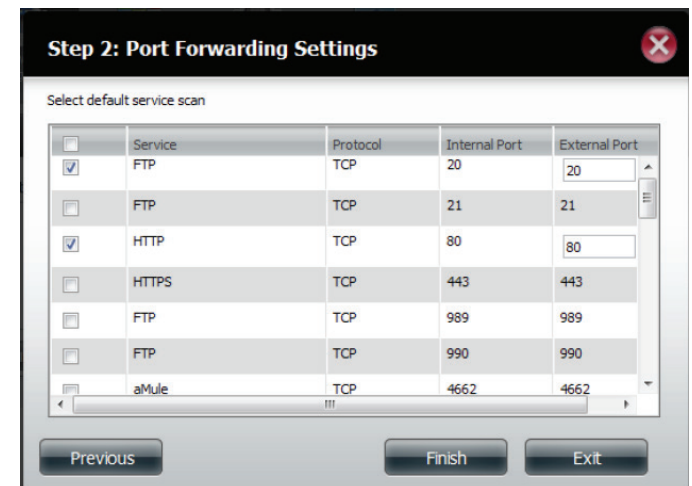 Step 2: Port Forwarding Settings
Select default service scan
Service Protocol Internal Port External Port
FTP TCP 20 20
FTP TCP 21 21
HTTP TCP 80 80
HTTPS TCP 443 443
FTP TCP 989 989
FTP TCP 990 990
aMule TCP 4662 4662
Previous Finish Exit